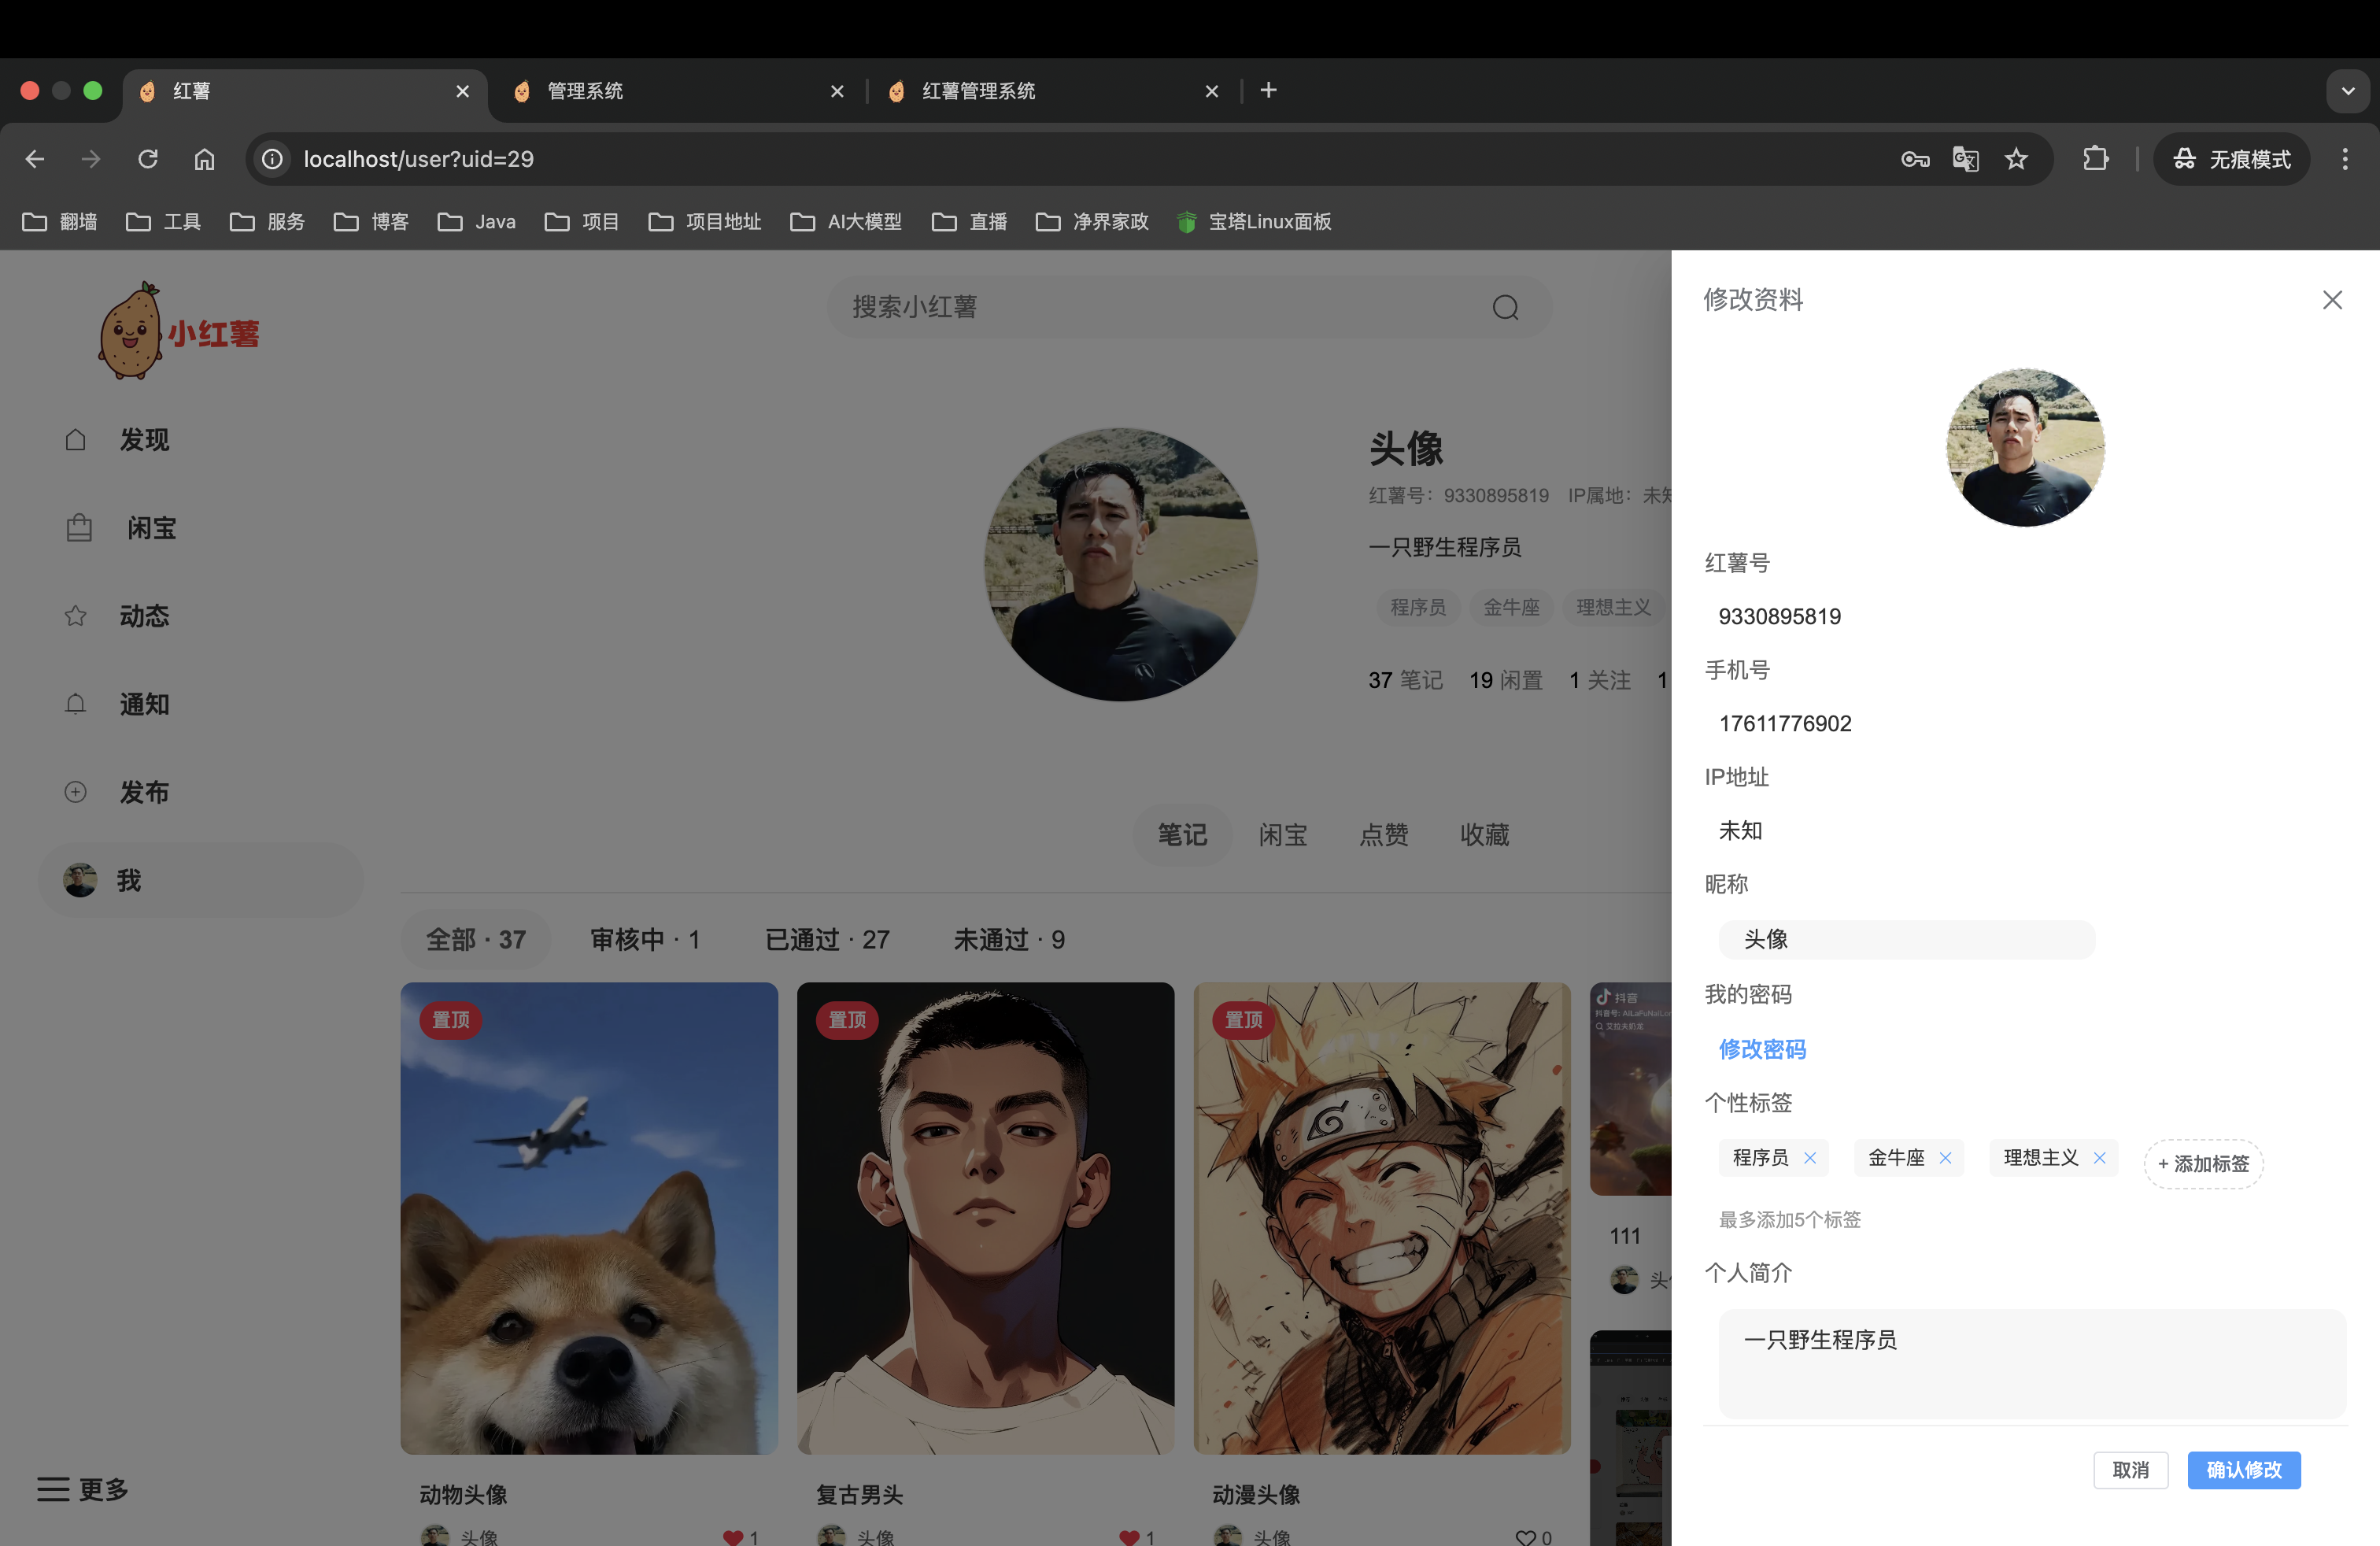 红薯
管理系统
红薯管理系统
localhost/user?uid=29
无痕模式
翻墙
工具
服务
博客
Java
项目
项目地址
AI大模型
直播
净界家政
宝塔Linux面板
小红薯
搜索小红薯
发现
闲宝
动态
通知
发布
我
更多
头像
红薯号：9330895819 IP属地：未知
一只野生程序员
程序员 金牛座 理想主义
37 笔记 19 闲置 1 关注 1
笔记 闲宝 点赞 收藏
全部 · 37 审核中 · 1 已通过 · 27 未通过 · 9
置顶
动物头像
头像
1
置顶
复古男头
头像
1
置顶
动漫头像
头像
0
抖音
111
修改资料
红薯号
9330895819
手机号
17611776902
IP地址
未知
昵称
头像
我的密码
修改密码
个性标签
程序员 金牛座 理想主义 + 添加标签
最多添加5个标签
个人简介
一只野生程序员
取消 确认修改